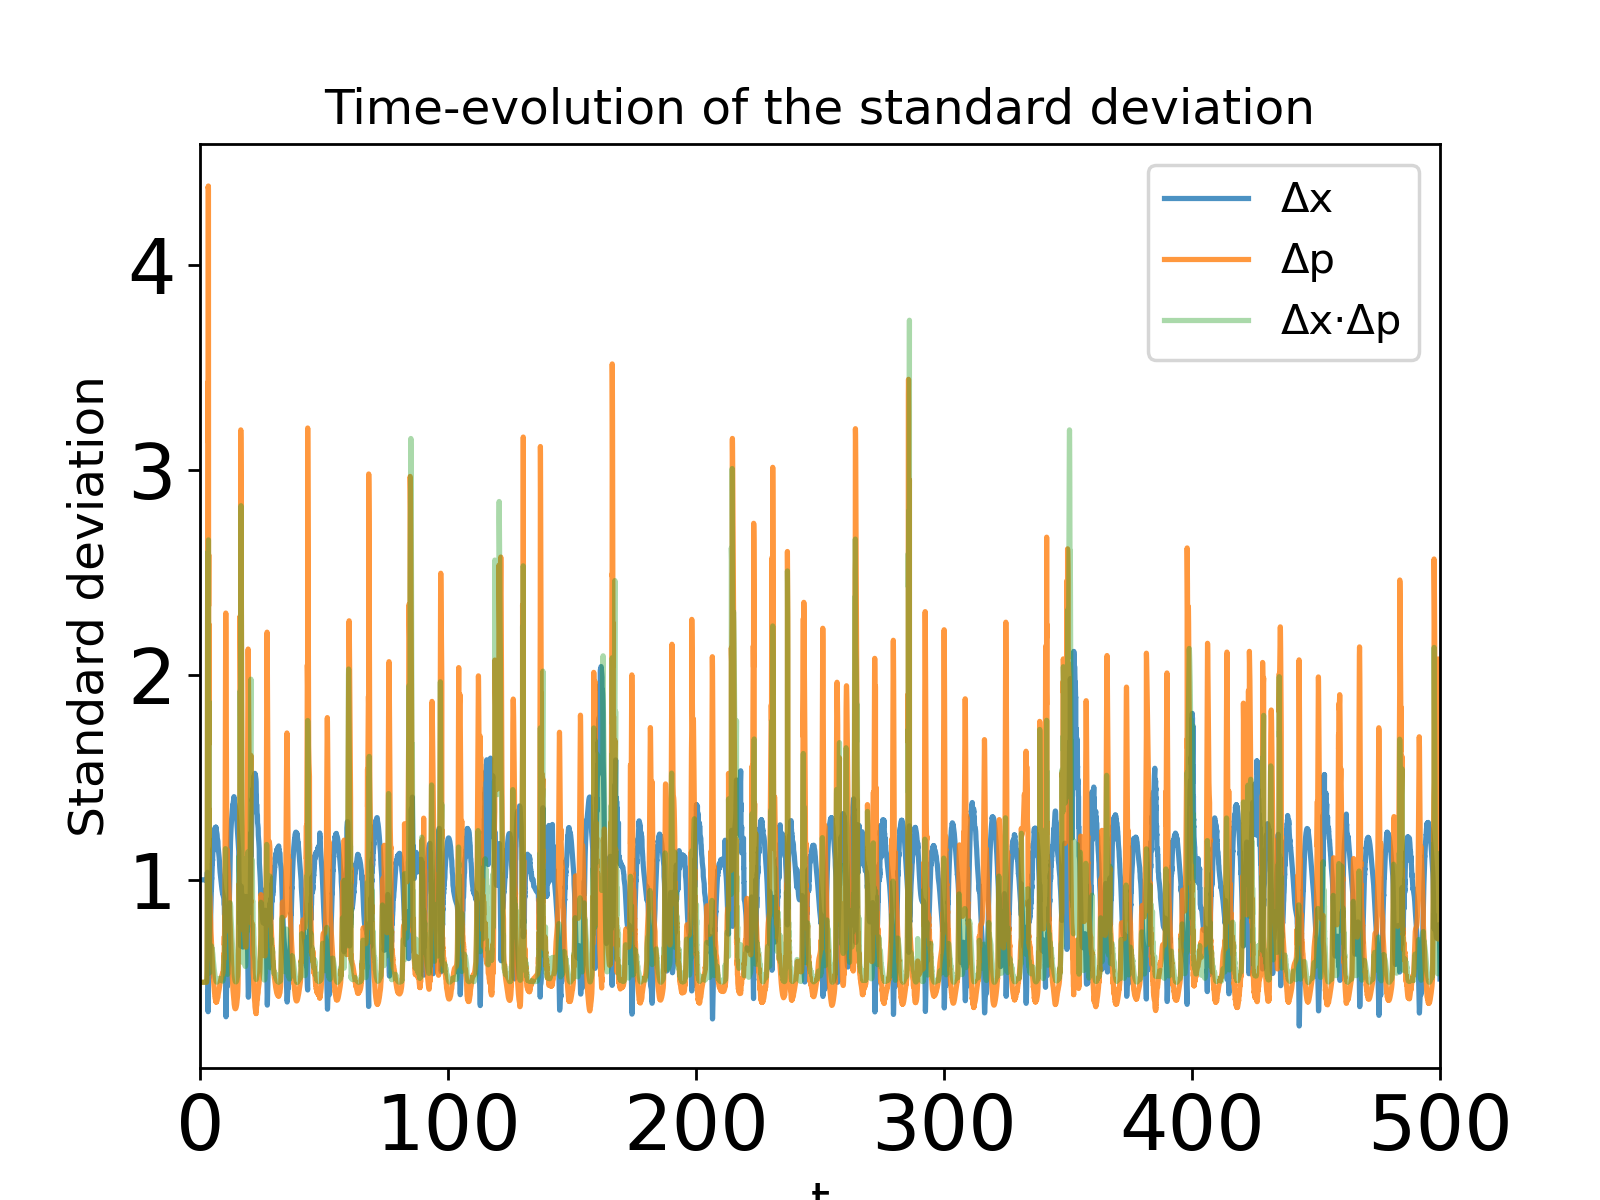 Time-evolution of the standard deviation
Δx
Δp
Δx·Δp
Standard deviation
4
3
2
1
0 100 200 300 400 500
t